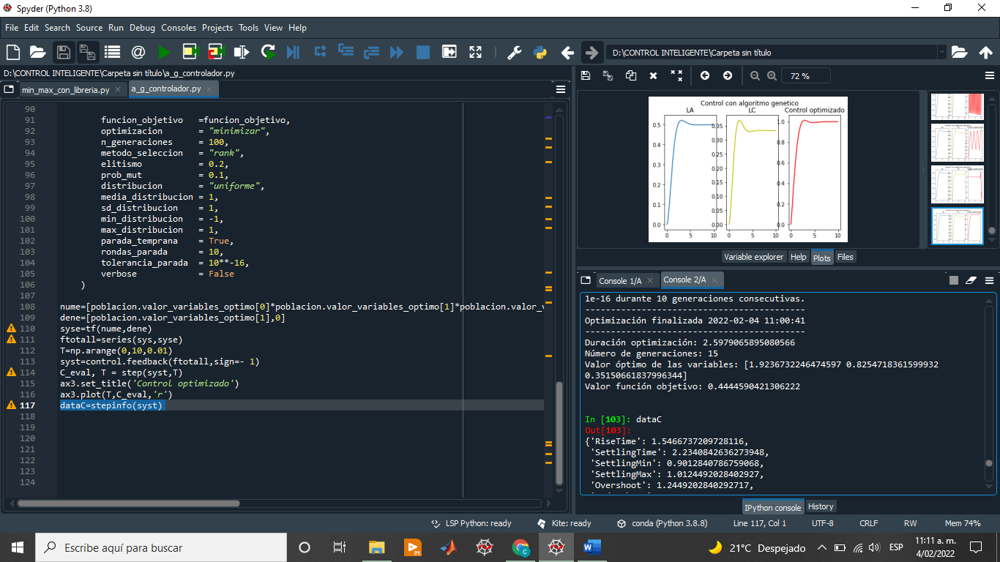 Spyder (Python 3.8)
File Edit Search Source Run Debug Consoles Projects Tools View Help
D:\CONTROL INTELIGENTE\Carpeta sin título
D:\CONTROL INTELIGENTE\Carpeta sin título\a_g_controlador.py
min_max_con_libreria.py a_g_controlador.py
90
91 funcion_objetivo =funcion_objetivo,
92 optimizacion = "minimizar",
93 n_generaciones = 100,
94 metodo_seleccion = "rank",
95 elitismo = 0.2,
96 prob_mut = 0.1,
97 distribucion = "uniforme",
98 media_distribucion = 1,
99 sd_distribucion = 1,
100 min_distribucion = -1,
101 max_distribucion = 1,
102 parada_temprana = True,
103 rondas_parada = 10,
104 tolerancia_parada = 10**-16,
105 verbose = False
106 )
107
108 nume=[poblacion.valor_variables_optimo[0]*poblacion.valor_variables_optimo[1]*poblacion.valor_v
109 dene=[poblacion.valor_variables_optimo[1],0]
110 syse=tf(nume,dene)
111 ftotall=series(sys,syse)
112 T=np.arange(0,10,0.01)
113 syst=control.feedback(ftotall,sign=- 1)
114 C_eval, T = step(syst,T)
115 ax3.set_title('Control optimizado')
116 ax3.plot(T,C_eval,'r')
117 dataC=stepinfo(syst)
118
119
120
121
122
123
124
72 %
Control con algoritmo genetico
LA LC Control optimizado
0.5 0.4 0.3 0.2 0.1 0.0
0.35 0.30 0.25 0.20 0.15 0.10 0.05 0.00
1.0 0.8 0.6 0.4 0.2 0.0
0 5 10 0 5 10 0 5 10
Variable explorer Help Plots Files
Console 1/A Console 2/A
1e-16 durante 10 generaciones consecutivas.
-------------------------------------------
Optimización finalizada 2022-02-04 11:00:41
-------------------------------------------
Duración optimización: 2.5979065895080566
Número de generaciones: 15
Valor óptimo de las variables: [1.9236732246474597 0.8254718361599932
0.35150661837996344]
Valor función objetivo: 0.4444590421306222
In [103]: dataC
Out[103]:
{'RiseTime': 1.5466737209728116,
'SettlingTime': 2.2340842636273948,
'SettlingMin': 0.9012840786759068,
'SettlingMax': 1.0124492028402927,
'Overshoot': 1.2449202840292717,
IPython console History
LSP Python: ready Kite: ready conda (Python 3.8.8) Line 117, Col 1 UTF-8 CRLF RW Mem 74%
Escribe aquí para buscar
21°C Despejado
ESP
11:11 a. m.
4/02/2022